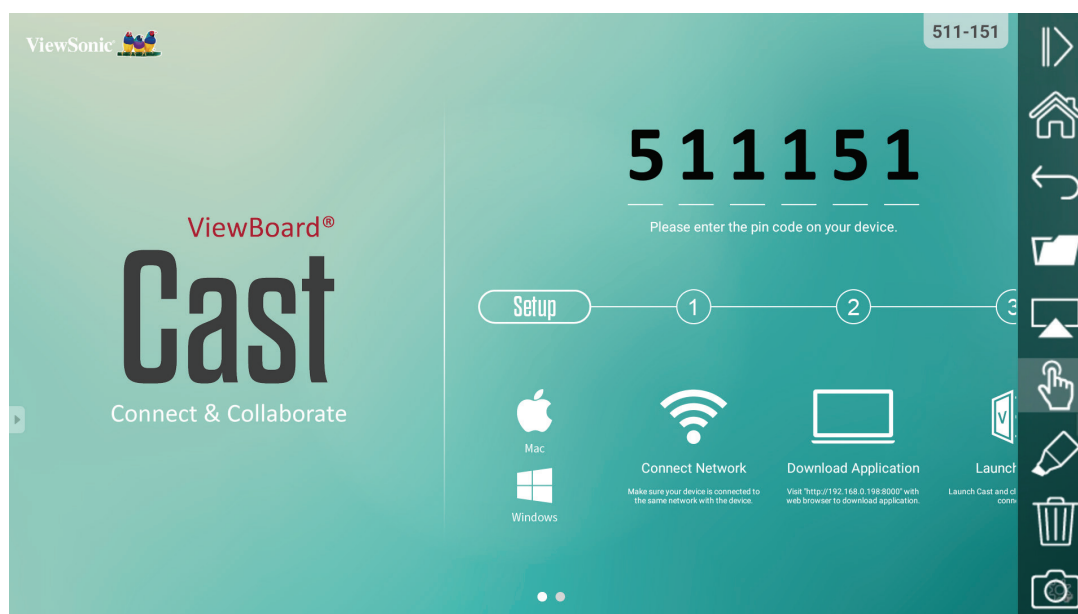 ViewSonic
511-151
511151
Please enter the pin code on your device.
ViewBoard®
Cast
Connect & Collaborate
Setup
1
2
3
Mac
Windows
Connect Network
Make sure your device is connected to
the same network with the device.
Download Application
Visit "http://192.168.0.198:8000" with
web browser to download application.
Launch
Launch Cast and cl
conn
V